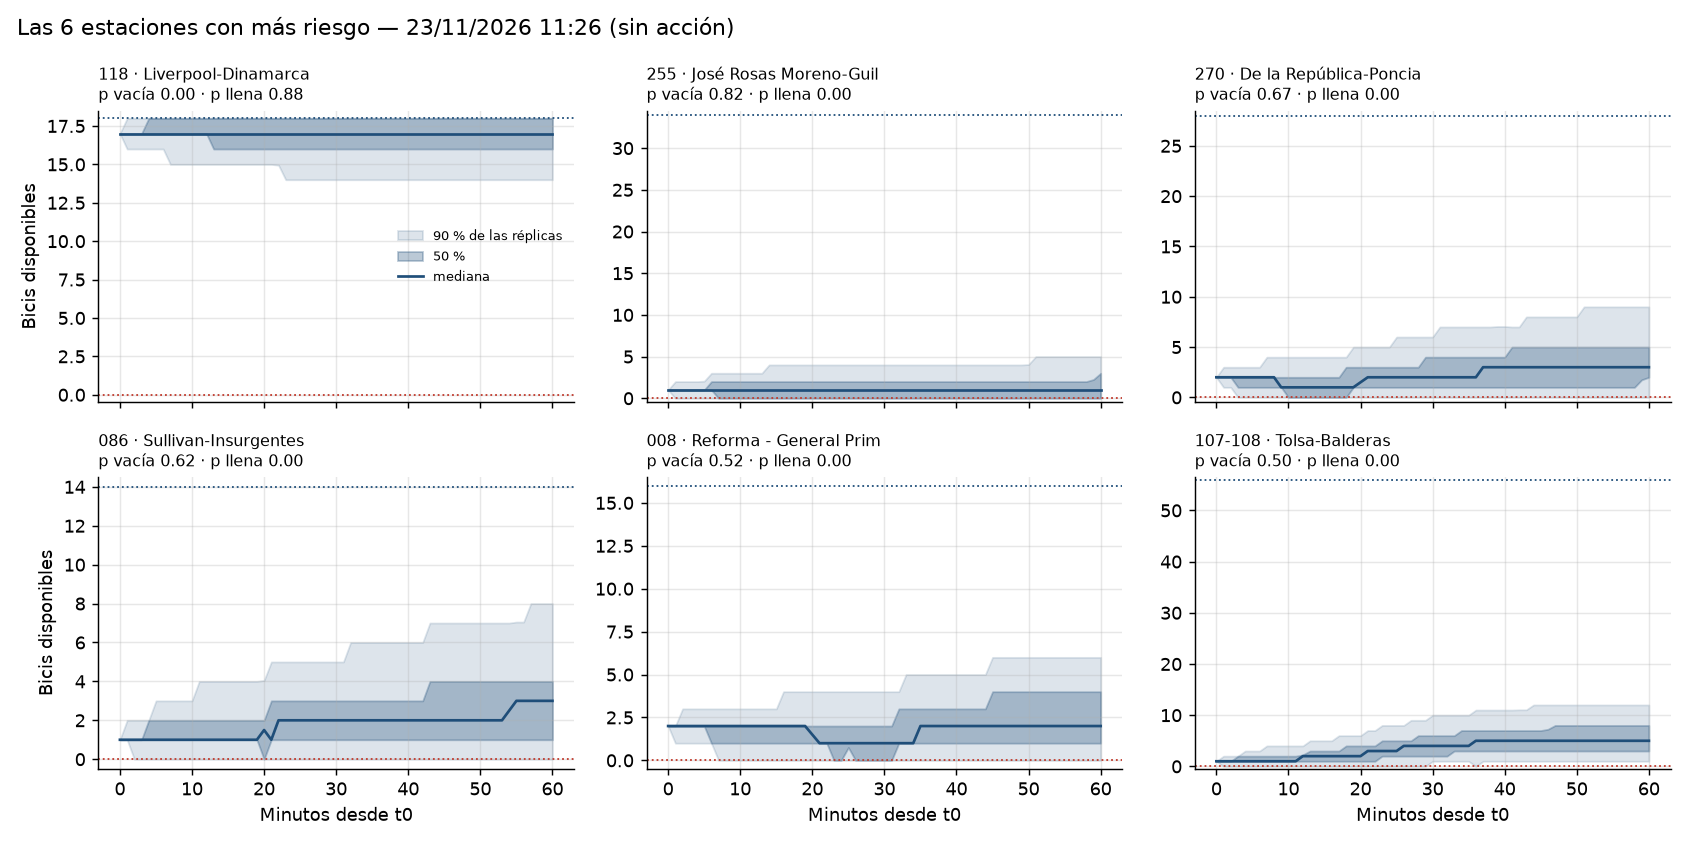 Las 6 estaciones con más riesgo — 23/11/2026 11:26 (sin acción)
118 · Liverpool-Dinamarca
p vacía 0.00 · p llena 0.88
17.5
15.0
12.5
10.0
7.5
5.0
2.5
0.0
Bicis disponibles
90 % de las réplicas
50 %
mediana
255 · José Rosas Moreno-Guil
p vacía 0.82 · p llena 0.00
30
25
20
15
10
5
0
270 · De la República-Poncia
p vacía 0.67 · p llena 0.00
25
20
15
10
5
0
086 · Sullivan-Insurgentes
p vacía 0.62 · p llena 0.00
14
12
10
8
6
4
2
0
Bicis disponibles
0 10 20 30 40 50 60
Minutos desde t0
008 · Reforma - General Prim
p vacía 0.52 · p llena 0.00
15.0
12.5
10.0
7.5
5.0
2.5
0.0
0 10 20 30 40 50 60
Minutos desde t0
107-108 · Tolsa-Balderas
p vacía 0.50 · p llena 0.00
50
40
30
20
10
0
0 10 20 30 40 50 60
Minutos desde t0